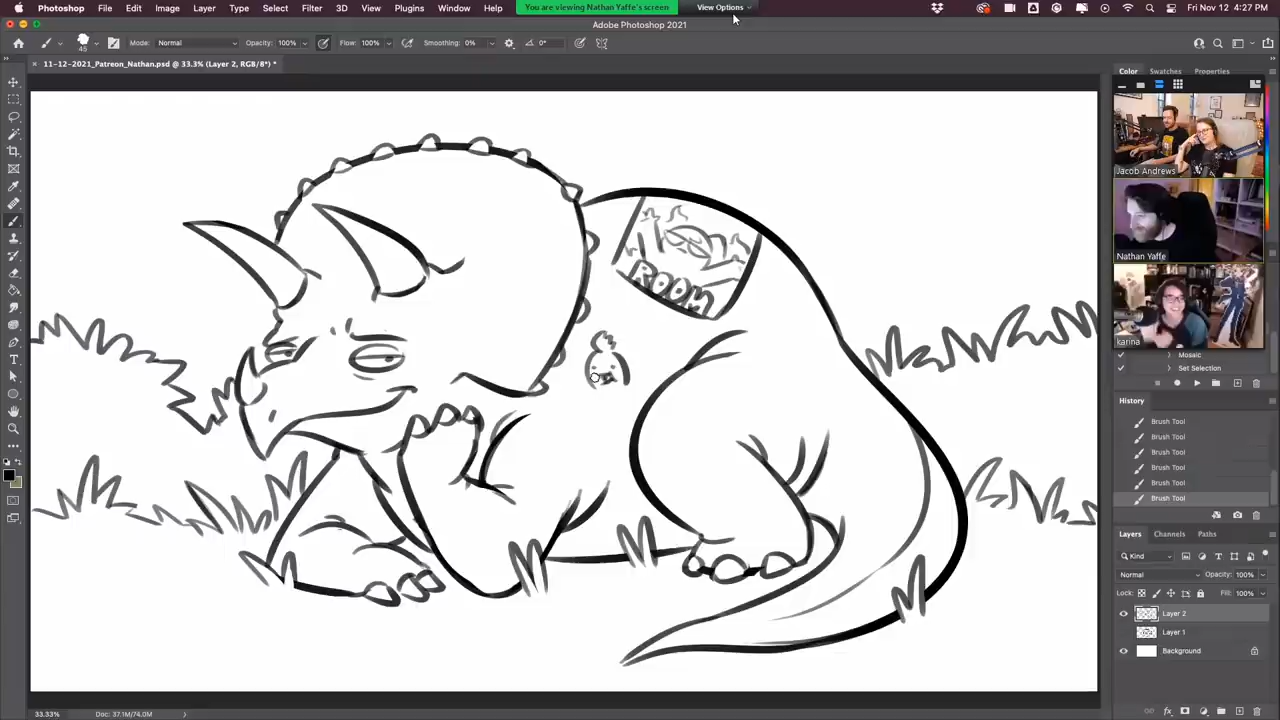 Photoshop File Edit Image Layer Type Select Filter 3D View Plugins Window Help You are viewing Nathan Yaffe's screen View Options Fri Nov 12 4:27 PM
Adobe Photoshop 2021
45 Mode: Normal Opacity: 100% Flow: 100% Smoothing: 0% 0°
11-12-2021_Patreon_Nathan.psd @ 33.3% (Layer 2, RGB/8*) *
Color Swatches Properties
Jacob Andrews
Nathan Yaffe
karina
ROOM
Mosaic
Set Selection
History
Brush Tool
Brush Tool
Brush Tool
Brush Tool
Brush Tool
Brush Tool
Layers Channels Paths
Kind
Normal Opacity: 100%
Lock: Fill: 100%
Layer 2
Layer 1
Background
33.33% Doc: 37.1M/74.0M